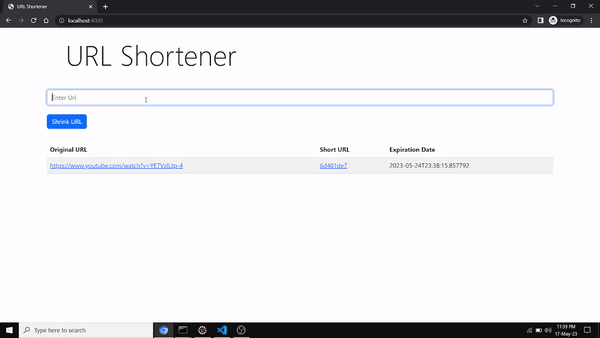 URL Shortener
localhost:4000
Incognito
URL Shortener
Enter Url
Shrink URL
Original URL Short URL Expiration Date
https://www.youtube.com/watch?v=YE7VzlLtp-4 6d461de7 2023-05-24T23:38:15.857792
Type here to search
11:39 PM
17-May-23